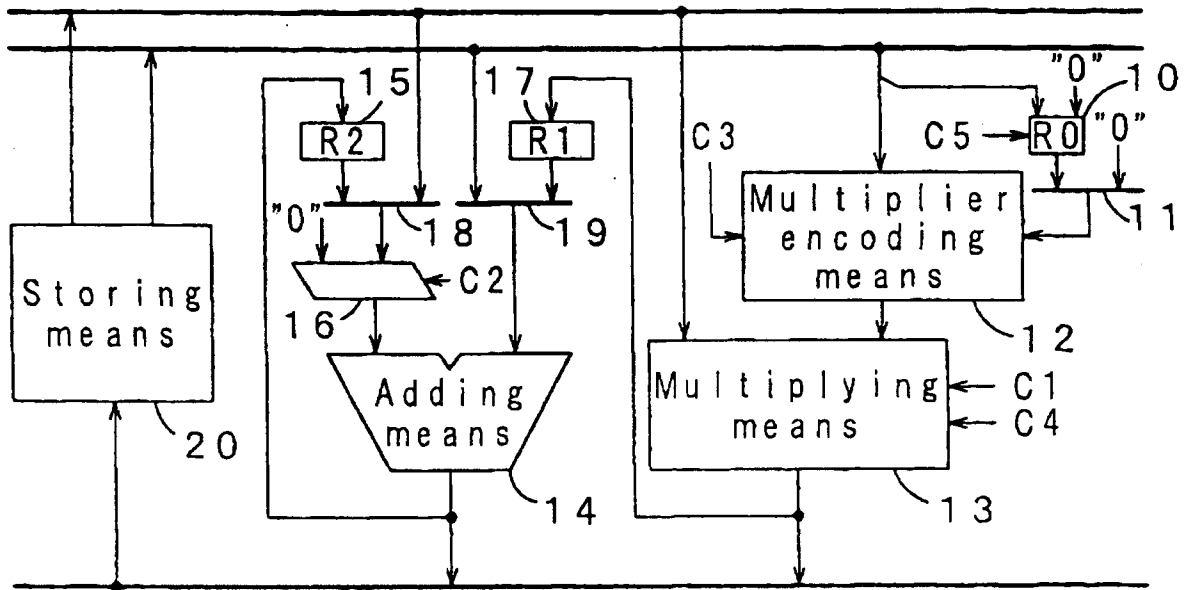 "0"
10
15
17
R2
R1
C5
R0
"0"
C3
11
Multiplier
encoding
means
"0"
18
19
C2
Storing
means
16
12
Adding
means
Multiplying
means
C1
C4
20
14
13